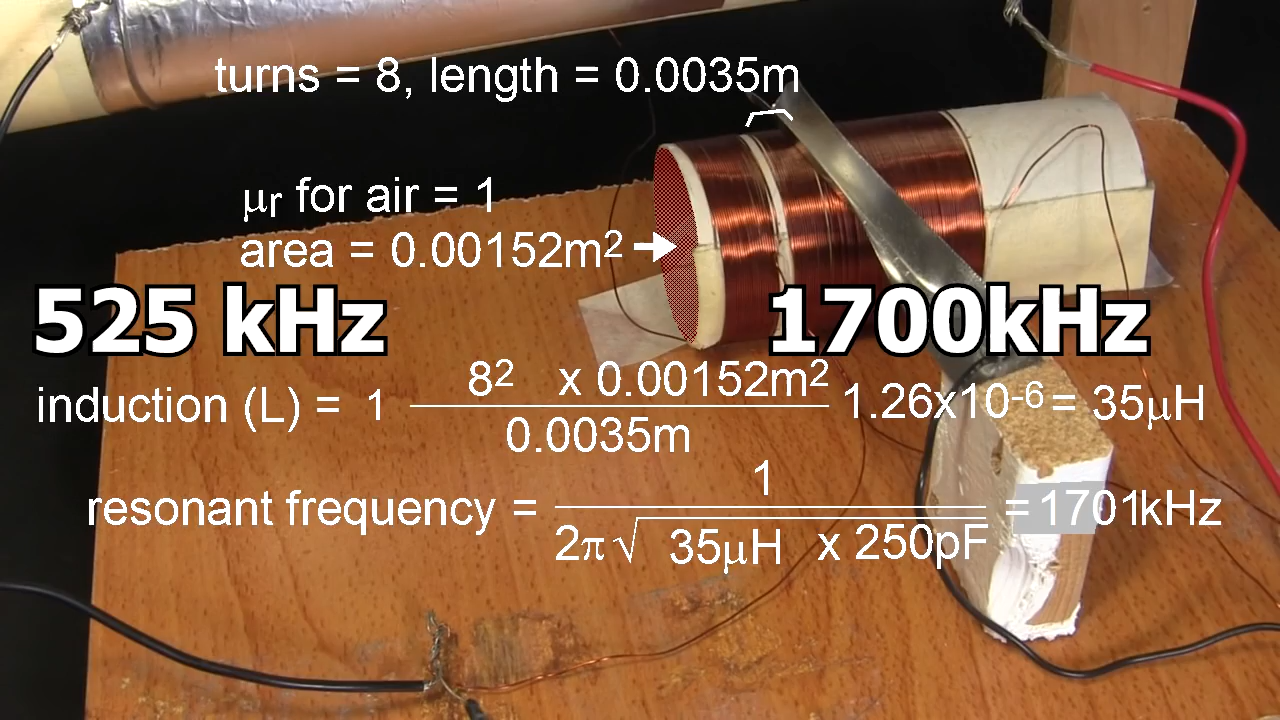 turns = 8, length = 0.0035m
μr for air = 1
area = 0.00152m²
525 kHz
1700kHz
induction (L) = 1 8² x 0.00152m² 1.26x10⁻⁶ = 35μH
0.0035m
1
resonant frequency = = 1701kHz
2π√ 35μH x 250pF